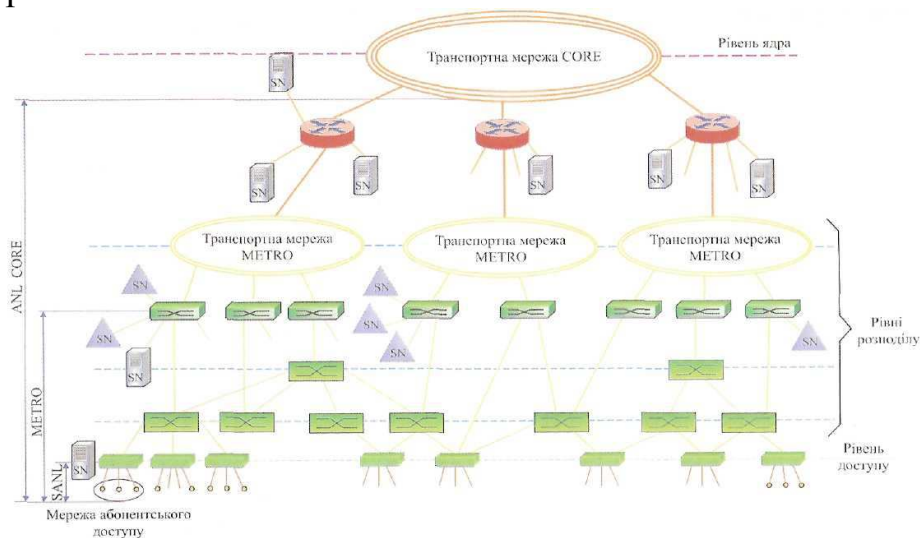 Транспортна мережа CORE
Рівень ядра
SN
SN
SN
SN
SN
SN
Транспортна мережа
METRO
Транспортна мережа
METRO
Транспортна мережа
METRO
ANL CORE
SN
SN
SN
SN
SN
SN
SN
Рівні
розподілу
METRO
SN
SANL
Рівень
доступу
Мережа абонентського
доступу